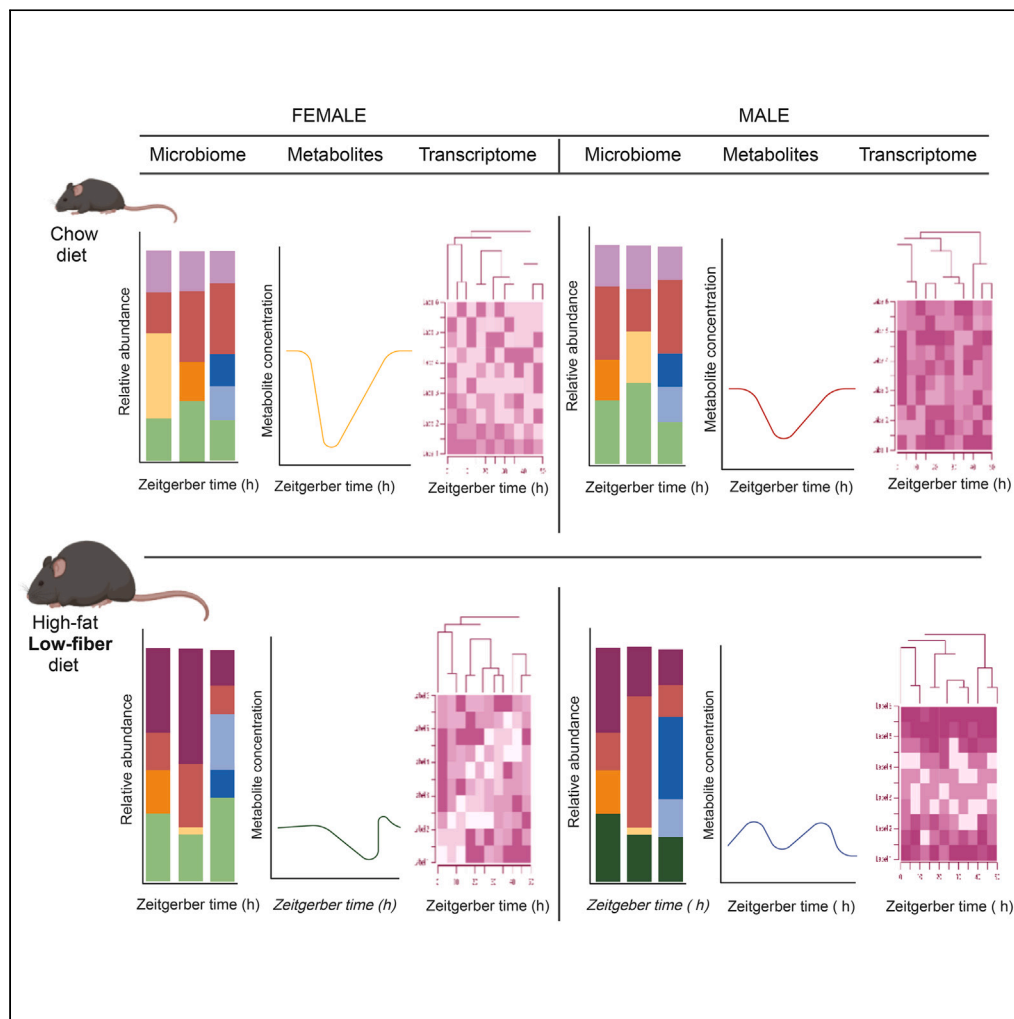 FEMALE
MALE
Microbiome
Metabolites
Transcriptome
Microbiome
Metabolites
Transcriptome
Chow
diet
Relative abundance
Metabolite concentration
Relative abundance
Metabolite concentration
Zeitgerber time (h)
Zeitgerber time (h)
Zeitgerber time (h)
Zeitgerber time (h)
Zeitgerber time (h)
Zeitgerber time (h)
High-fat
Low-fiber
diet
Relative abundance
Metabolite concentration
Relative abundance
Metabolite concentration
Zeitgerber time (h)
Zeitgerber time (h)
Zeitgerber time (h)
Zeitgerber time ( h)
Zeitgerber time ( h)
Zeitgerber time ( h)